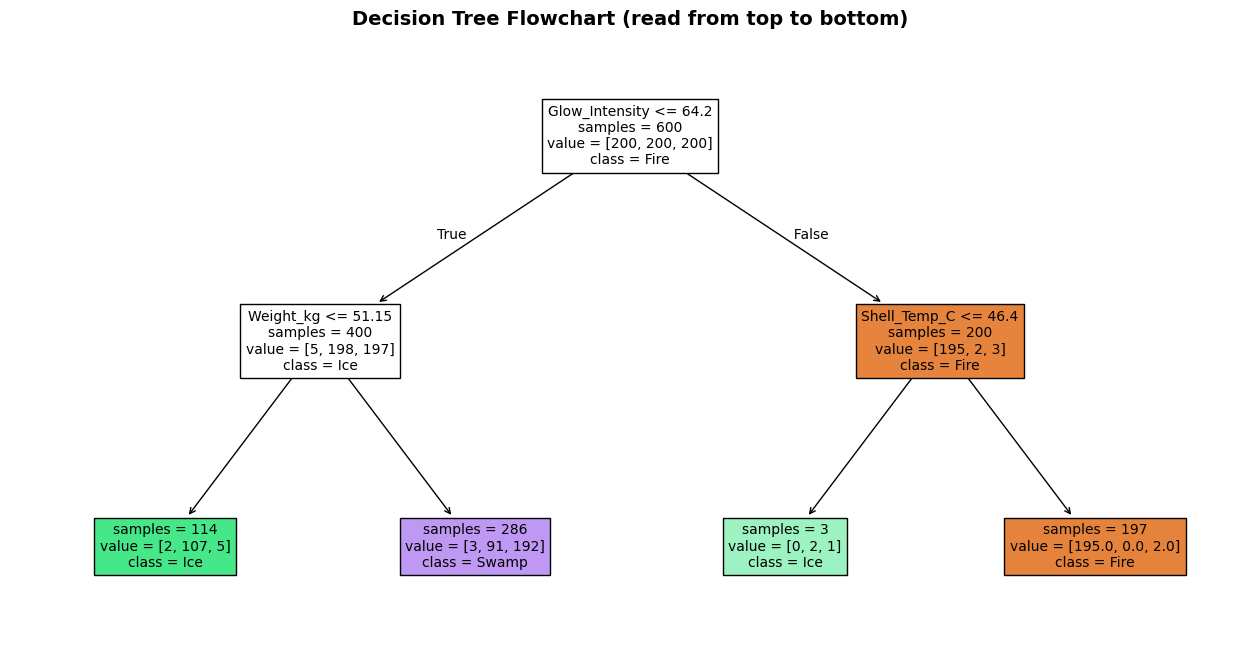 Decision Tree Flowchart (read from top to bottom)
Glow_Intensity <= 64.2
samples = 600
value = [200, 200, 200]
class = Fire
True
False
Weight_kg <= 51.15
samples = 400
value = [5, 198, 197]
class = Ice
Shell_Temp_C <= 46.4
samples = 200
value = [195, 2, 3]
class = Fire
samples = 114
value = [2, 107, 5]
class = Ice
samples = 286
value = [3, 91, 192]
class = Swamp
samples = 3
value = [0, 2, 1]
class = Ice
samples = 197
value = [195.0, 0.0, 2.0]
class = Fire